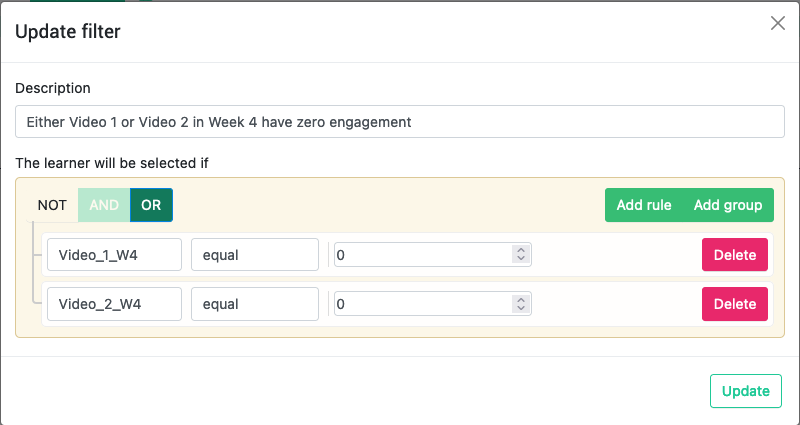 Update filter
Description
Either Video 1 or Video 2 in Week 4 have zero engagement
The learner will be selected if
NOT AND OR Add rule Add group
Video_1_W4 equal 0 Delete
Video_2_W4 equal 0 Delete
Update